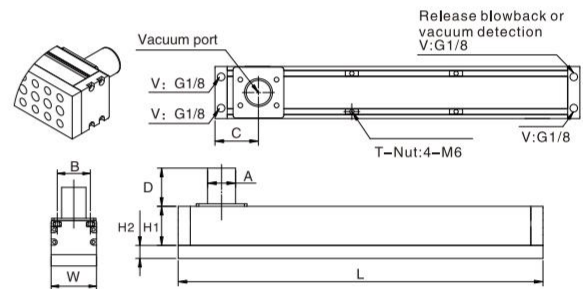 Release blowback or
vacuum detection
V:G1/8
Vacuum port
V: G1/8
V: G1/8
V:G1/8
C
T-Nut:4-M6
B
D
A
H2
H1
W
L